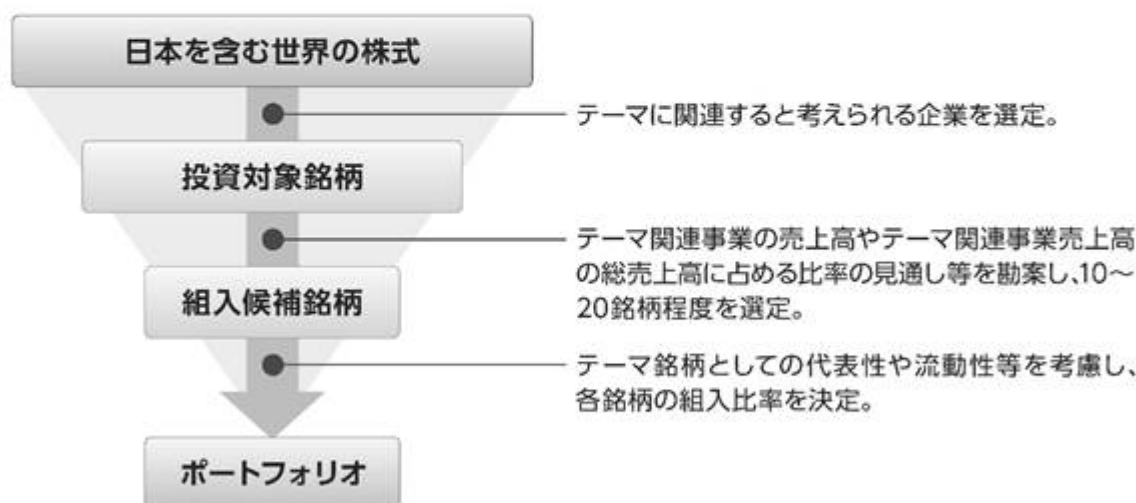 日本を含む世界の株式
テーマに関連すると考えられる企業を選定。
投資対象銘柄
テーマ関連事業の売上高やテーマ関連事業売上高
の総売上高に占める比率の見通し等を勘案し、10～
20銘柄程度を選定。
組入候補銘柄
テーマ銘柄としての代表性や流動性等を考慮し、
各銘柄の組入比率を決定。
ポートフォリオ